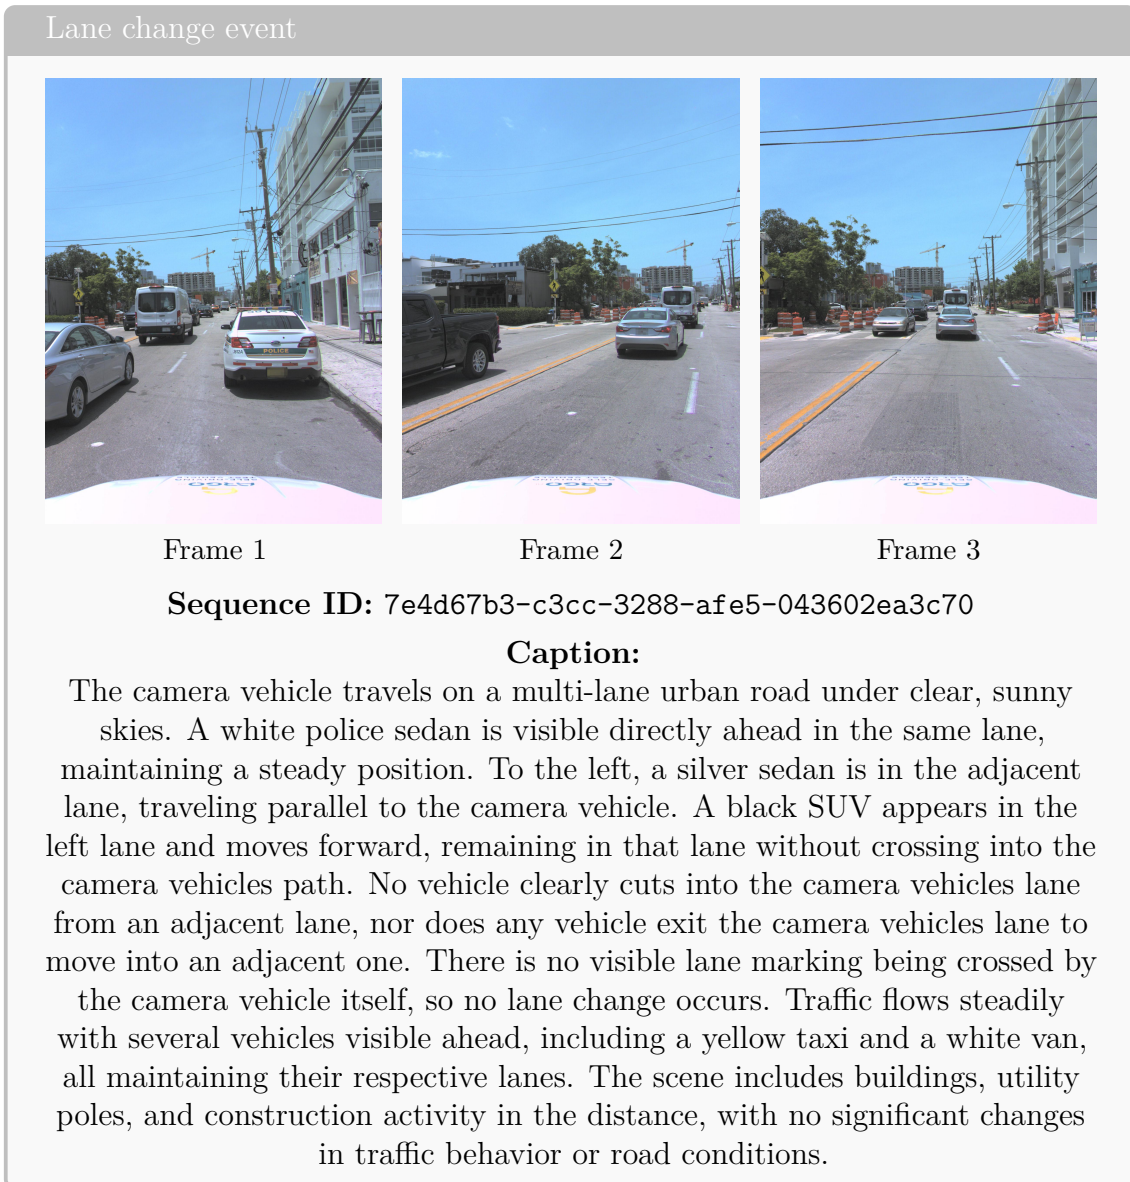 Lane change event
POLICE
ARGO
ARGO
ARGO
Frame 1
Frame 2
Frame 3
Sequence ID: 7e4d67b3-c3cc-3288-afe5-043602ea3c70
Caption:
The camera vehicle travels on a multi-lane urban road under clear, sunny
skies. A white police sedan is visible directly ahead in the same lane,
maintaining a steady position. To the left, a silver sedan is in the adjacent
lane, traveling parallel to the camera vehicle. A black SUV appears in the
left lane and moves forward, remaining in that lane without crossing into the
camera vehicles path. No vehicle clearly cuts into the camera vehicles lane
from an adjacent lane, nor does any vehicle exit the camera vehicles lane to
move into an adjacent one. There is no visible lane marking being crossed by
the camera vehicle itself, so no lane change occurs. Traffic flows steadily
with several vehicles visible ahead, including a yellow taxi and a white van,
all maintaining their respective lanes. The scene includes buildings, utility
poles, and construction activity in the distance, with no significant changes
in traffic behavior or road conditions.